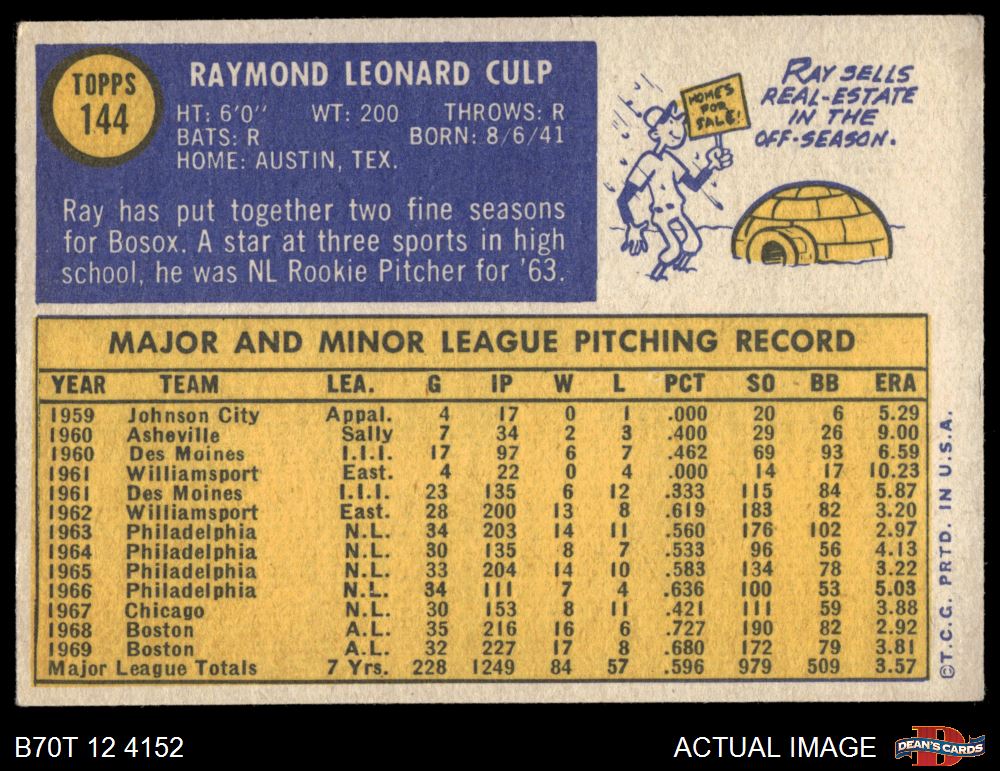 TOPPS
144
RAYMOND LEONARD CULP
HT: 6'0" WT: 200 THROWS: R
BATS: R BORN: 8/6/41
HOME: AUSTIN, TEX.
Ray has put together two fine seasons
for Bosox. A star at three sports in high
school, he was NL Rookie Pitcher for '63.
HOMES
FOR
SALE!
RAY SELLS
REAL-ESTATE
IN THE
OFF-SEASON.
MAJOR AND MINOR LEAGUE PITCHING RECORD
YEAR TEAM LEA. G IP W L PCT SO BB ERA
1959 Johnson City Appal. 4 17 0 1 .000 20 6 5.29
1960 Asheville Sally 7 34 2 3 .400 29 26 9.00
1960 Des Moines I.I.I. 17 97 6 7 .462 69 93 6.59
1961 Williamsport East. 4 22 0 4 .000 14 17 10.23
1961 Des Moines I.I.I. 23 135 6 12 .333 115 84 5.87
1962 Williamsport East. 28 200 13 8 .619 183 82 3.20
1963 Philadelphia N.L. 34 203 14 11 .560 176 102 2.97
1964 Philadelphia N.L. 30 135 8 7 .533 96 56 4.13
1965 Philadelphia N.L. 33 204 14 10 .583 134 78 3.22
1966 Philadelphia N.L. 34 111 7 4 .636 100 53 5.03
1967 Chicago N.L. 30 153 8 11 .421 111 59 3.88
1968 Boston A.L. 35 216 16 6 .727 190 82 2.92
1969 Boston A.L. 32 227 17 8 .680 172 79 3.81
Major League Totals 7 Yrs. 228 1249 84 57 .596 979 509 3.57
©T.C.G. PRTD. IN U.S.A.
B70T 12 4152
ACTUAL IMAGE
DEAN'S CARDS